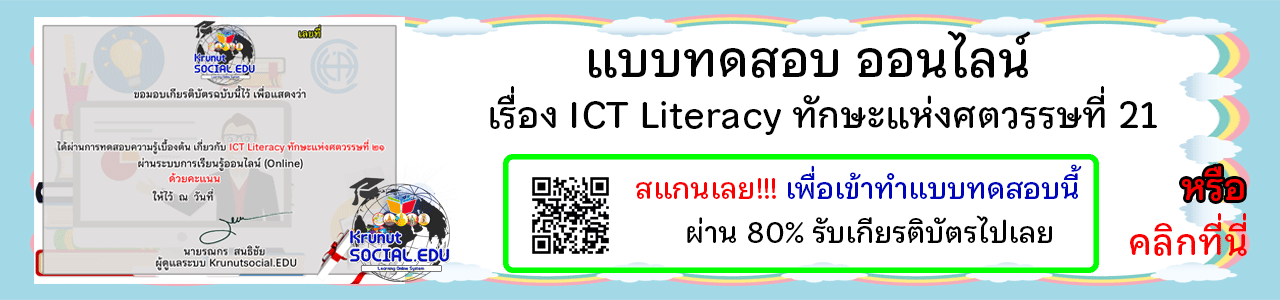 เลขที่
Krunut
SOCIAL.EDU
Learning Online System
ขอมอบเกียรติบัตรฉบับนี้ไว้ เพื่อแสดงว่า
ได้ผ่านการทดสอบความรู้เบื้องต้น เกี่ยวกับ ICT Literacy ทักษะแห่งศตวรรษที่ ๒๑
ผ่านระบบการเรียนรู้ออนไลน์ (Online)
ด้วยคะแนน
ให้ไว้ ณ วันที่
นายรณกร สนธิชัย
ผู้ดูแลระบบ Krunutsocial.EDU
Krunut
SOCIAL.EDU
Learning Online System
แบบทดสอบ ออนไลน์
เรื่อง ICT Literacy ทักษะแห่งศตวรรษที่ 21
สแกนเลย!!! เพื่อเข้าทำแบบทดสอบนี้
ผ่าน 80% รับเกียรติบัตรไปเลย
หรือ
คลิกที่นี่